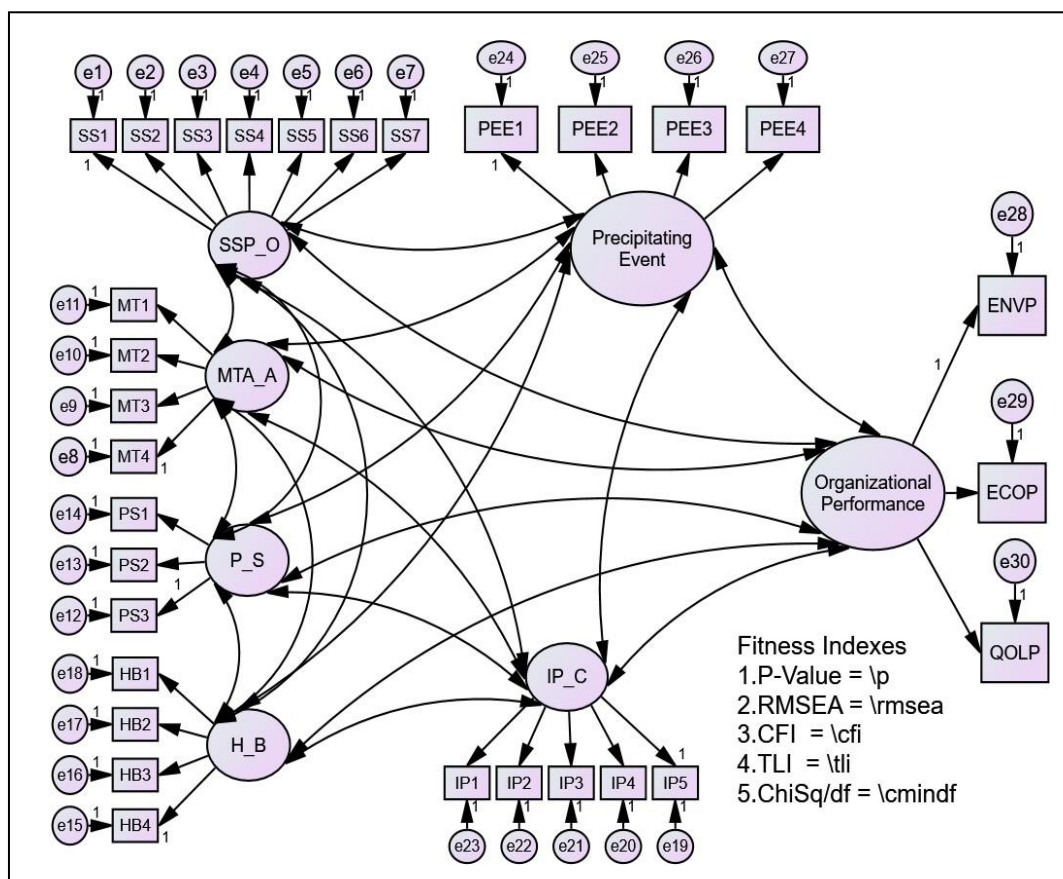 e1 e2 e3 e4 e5 e6 e7
1 1 1 1 1 1 1
SS1 SS2 SS3 SS4 SS5 SS6 SS7
1
SSP_O
e24 e25 e26 e27
1 1 1 1
PEE1 PEE2 PEE3 PEE4
1
Precipitating
Event
e28
1
ENVP
1
e29
1
ECOP
Organizational
Performance
e30
1
QOLP
e11 1 MT1
e10 1 MT2
e9 1 MT3
e8 1 MT4 1
MTA_A
e14 1 PS1
e13 1 PS2
e12 1 PS3 1
P_S
e18 1 HB1
e17 1 HB2
e16 1 HB3
e15 1 HB4 1
H_B
IP_C
1
IP1 IP2 IP3 IP4 IP5
1 1 1 1 1
e23 e22 e21 e20 e19
Fitness Indexes
1.P-Value = \p
2.RMSEA = \rmsea
3.CFI = \cfi
4.TLI = \tli
5.ChiSq/df = \cmindf